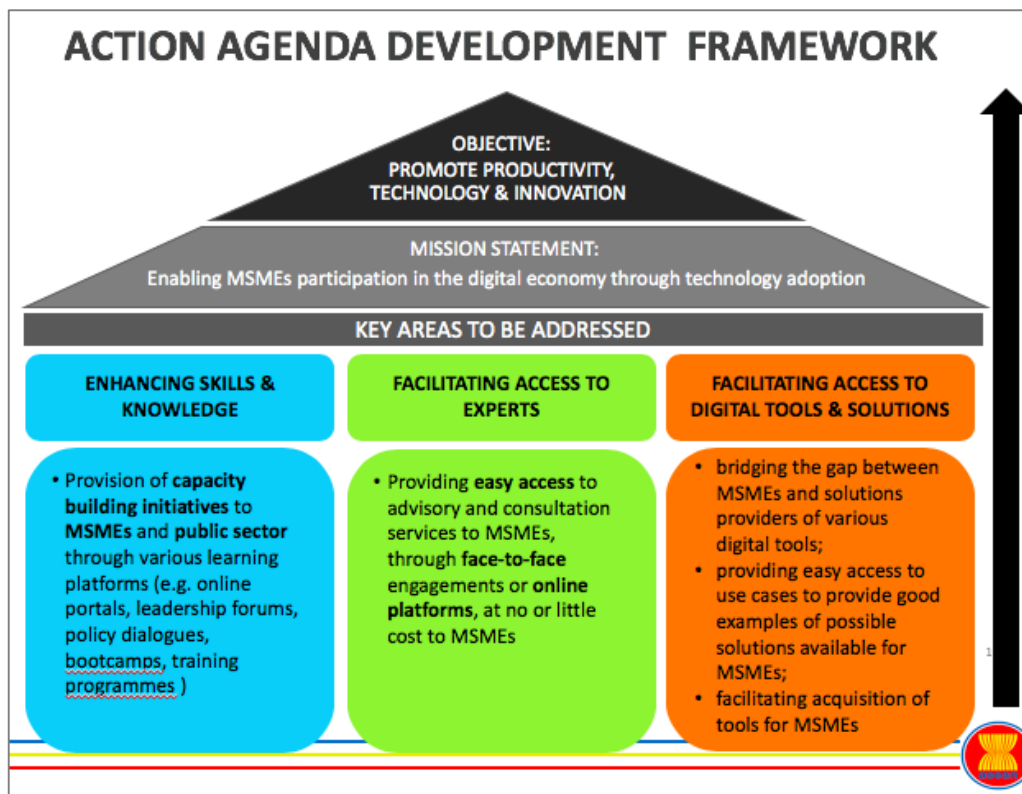 ACTION AGENDA DEVELOPMENT FRAMEWORK
OBJECTIVE:
PROMOTE PRODUCTIVITY,
TECHNOLOGY & INNOVATION
MISSION STATEMENT:
Enabling MSMEs participation in the digital economy through technology adoption
KEY AREAS TO BE ADDRESSED
ENHANCING SKILLS &
KNOWLEDGE
• Provision of capacity
building initiatives to
MSMEs and public sector
through various learning
platforms (e.g. online
portals, leadership forums,
policy dialogues,
bootcamps, training
programmes )
FACILITATING ACCESS TO
EXPERTS
• Providing easy access to
advisory and consultation
services to MSMEs,
through face-to-face
engagements or online
platforms, at no or little
cost to MSMEs
FACILITATING ACCESS TO
DIGITAL TOOLS & SOLUTIONS
• bridging the gap between
MSMEs and solutions
providers of various
digital tools;
• providing easy access to
use cases to provide good
examples of possible
solutions available for
MSMEs;
• facilitating acquisition of
tools for MSMEs
1